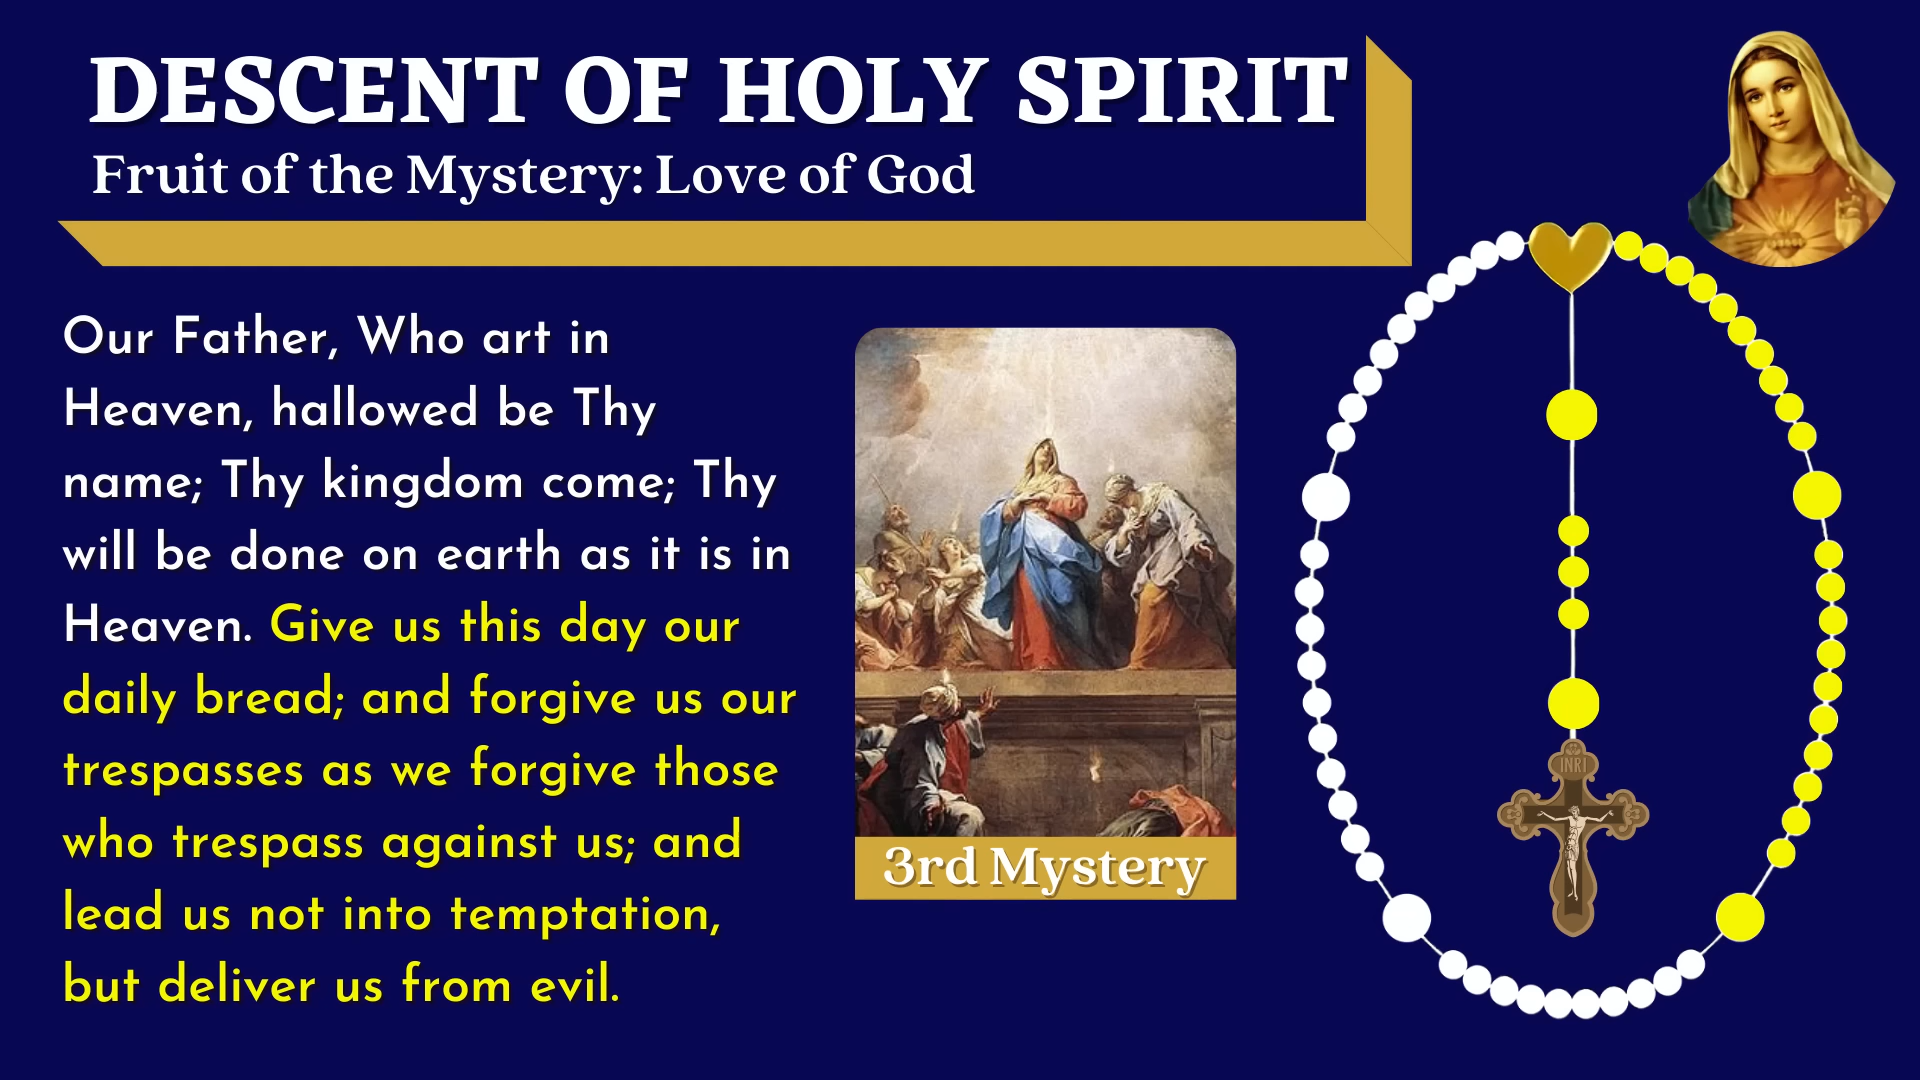 DESCENT OF HOLY SPIRIT
Fruit of the Mystery: Love of God
Our Father, Who art in
Heaven, hallowed be Thy
name; Thy kingdom come; Thy
will be done on earth as it is in
Heaven. Give us this day our
daily bread; and forgive us our
trespasses as we forgive those
who trespass against us; and
lead us not into temptation,
but deliver us from evil.
3rd Mystery
INRI